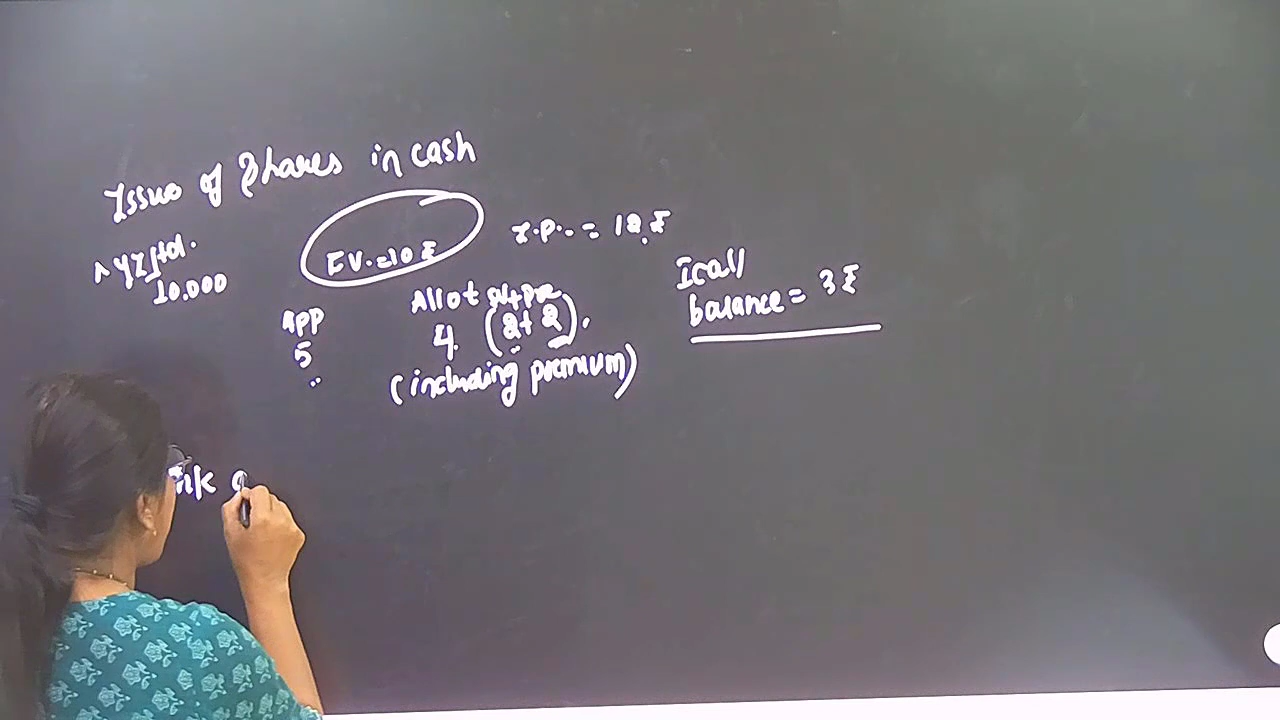 Issue of Shares in cash
XYZ ltd.
10,000
F.V. = 10 ₹
I.P. = 12 ₹
App
5
Allot
4 (2+2)
(including premium)
I call
balance = 3 ₹